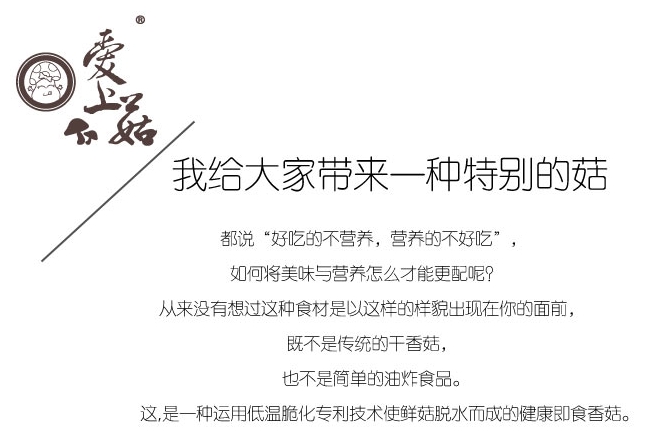 ®
爱
上
个
菇
我给大家带来一种特别的菇
都说“好吃的不营养，营养的不好吃”，
如何将美味与营养怎么才能更配呢？
从来没有想过这种食材是以这样的样貌出现在你的面前，
既不是传统的干香菇，
也不是简单的油炸食品。
这,是一种运用低温脆化专利技术使鲜菇脱水而成的健康即食香菇。